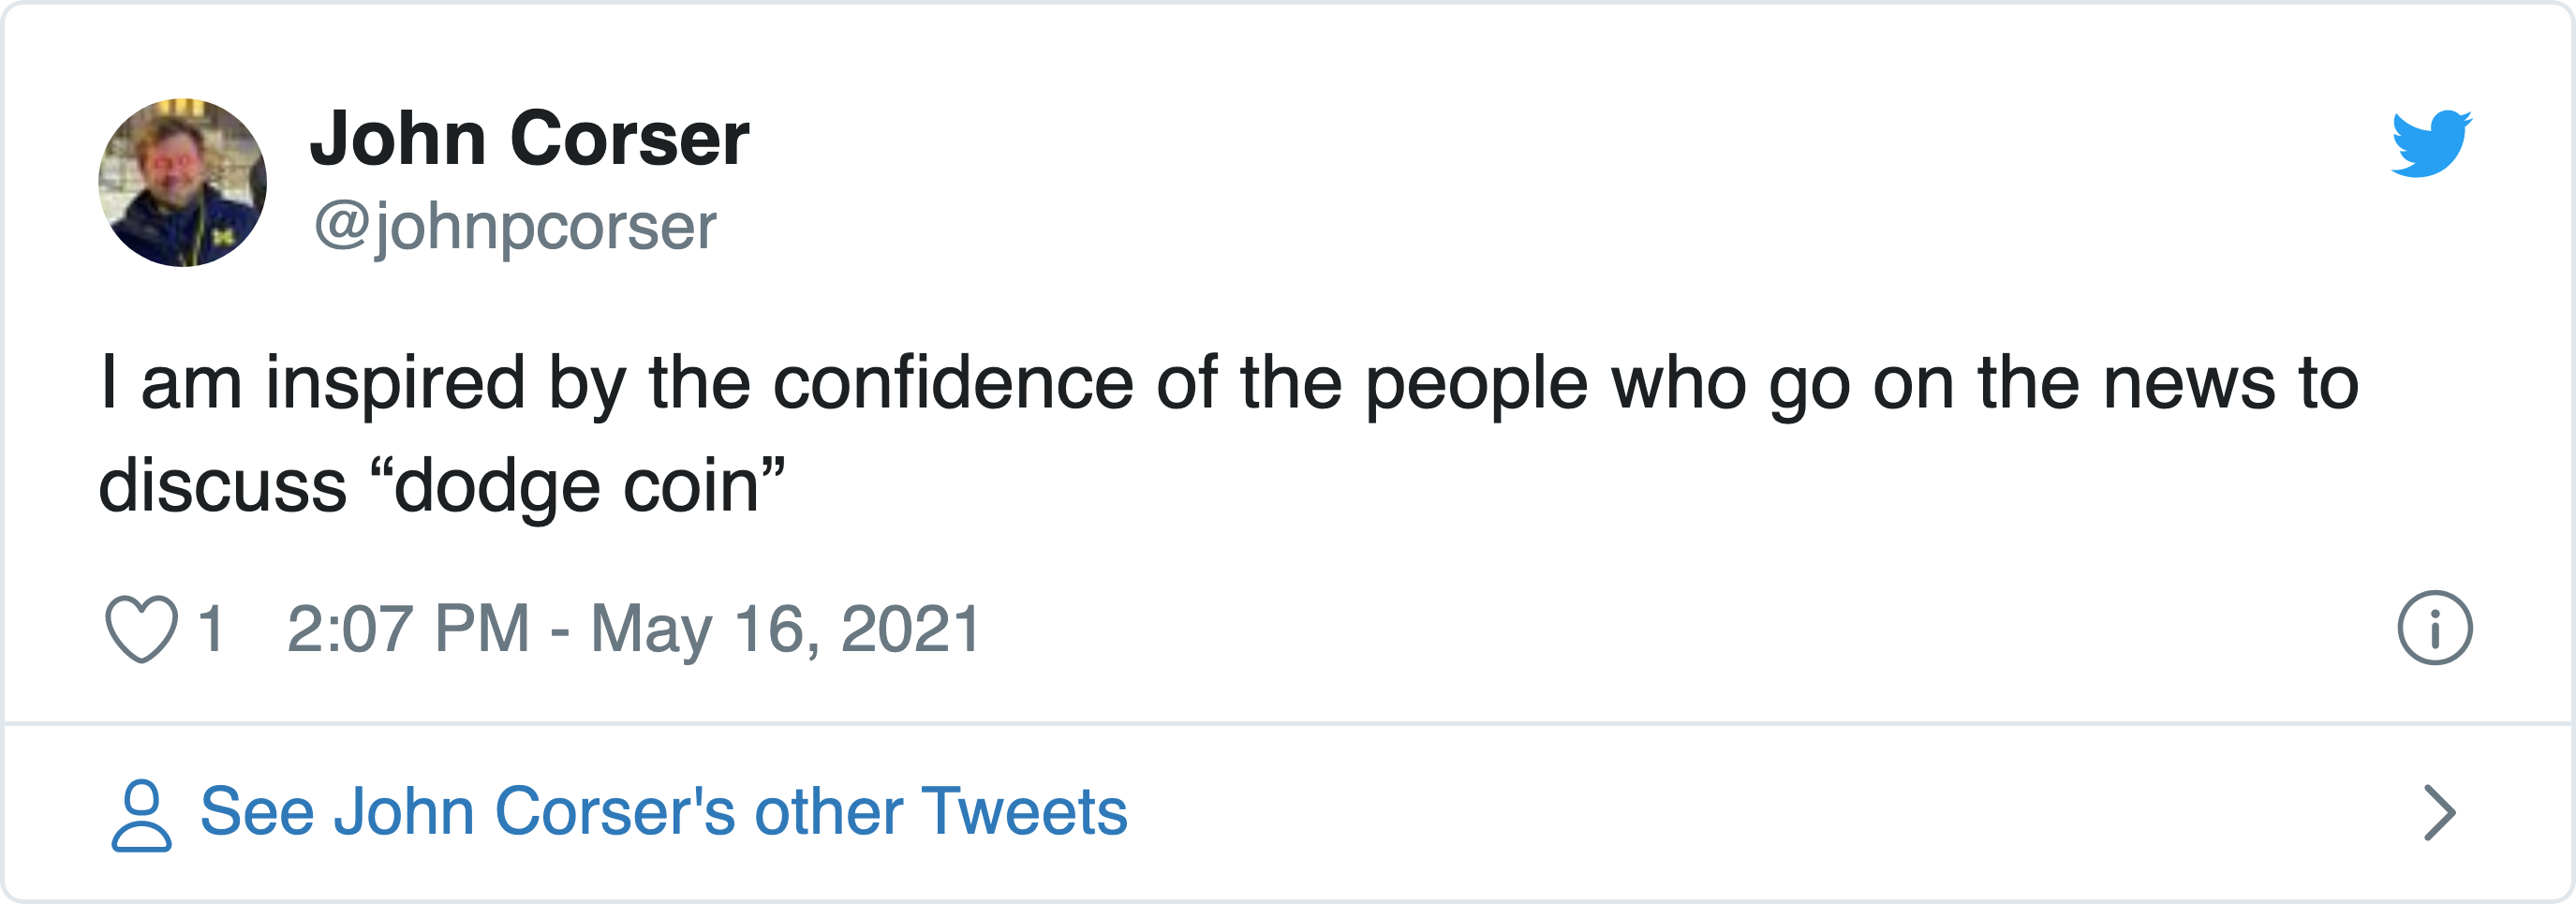 John Corser
@johnpcorser
I am inspired by the confidence of the people who go on the news to
discuss “dodge coin”
1 2:07 PM - May 16, 2021
See John Corser's other Tweets